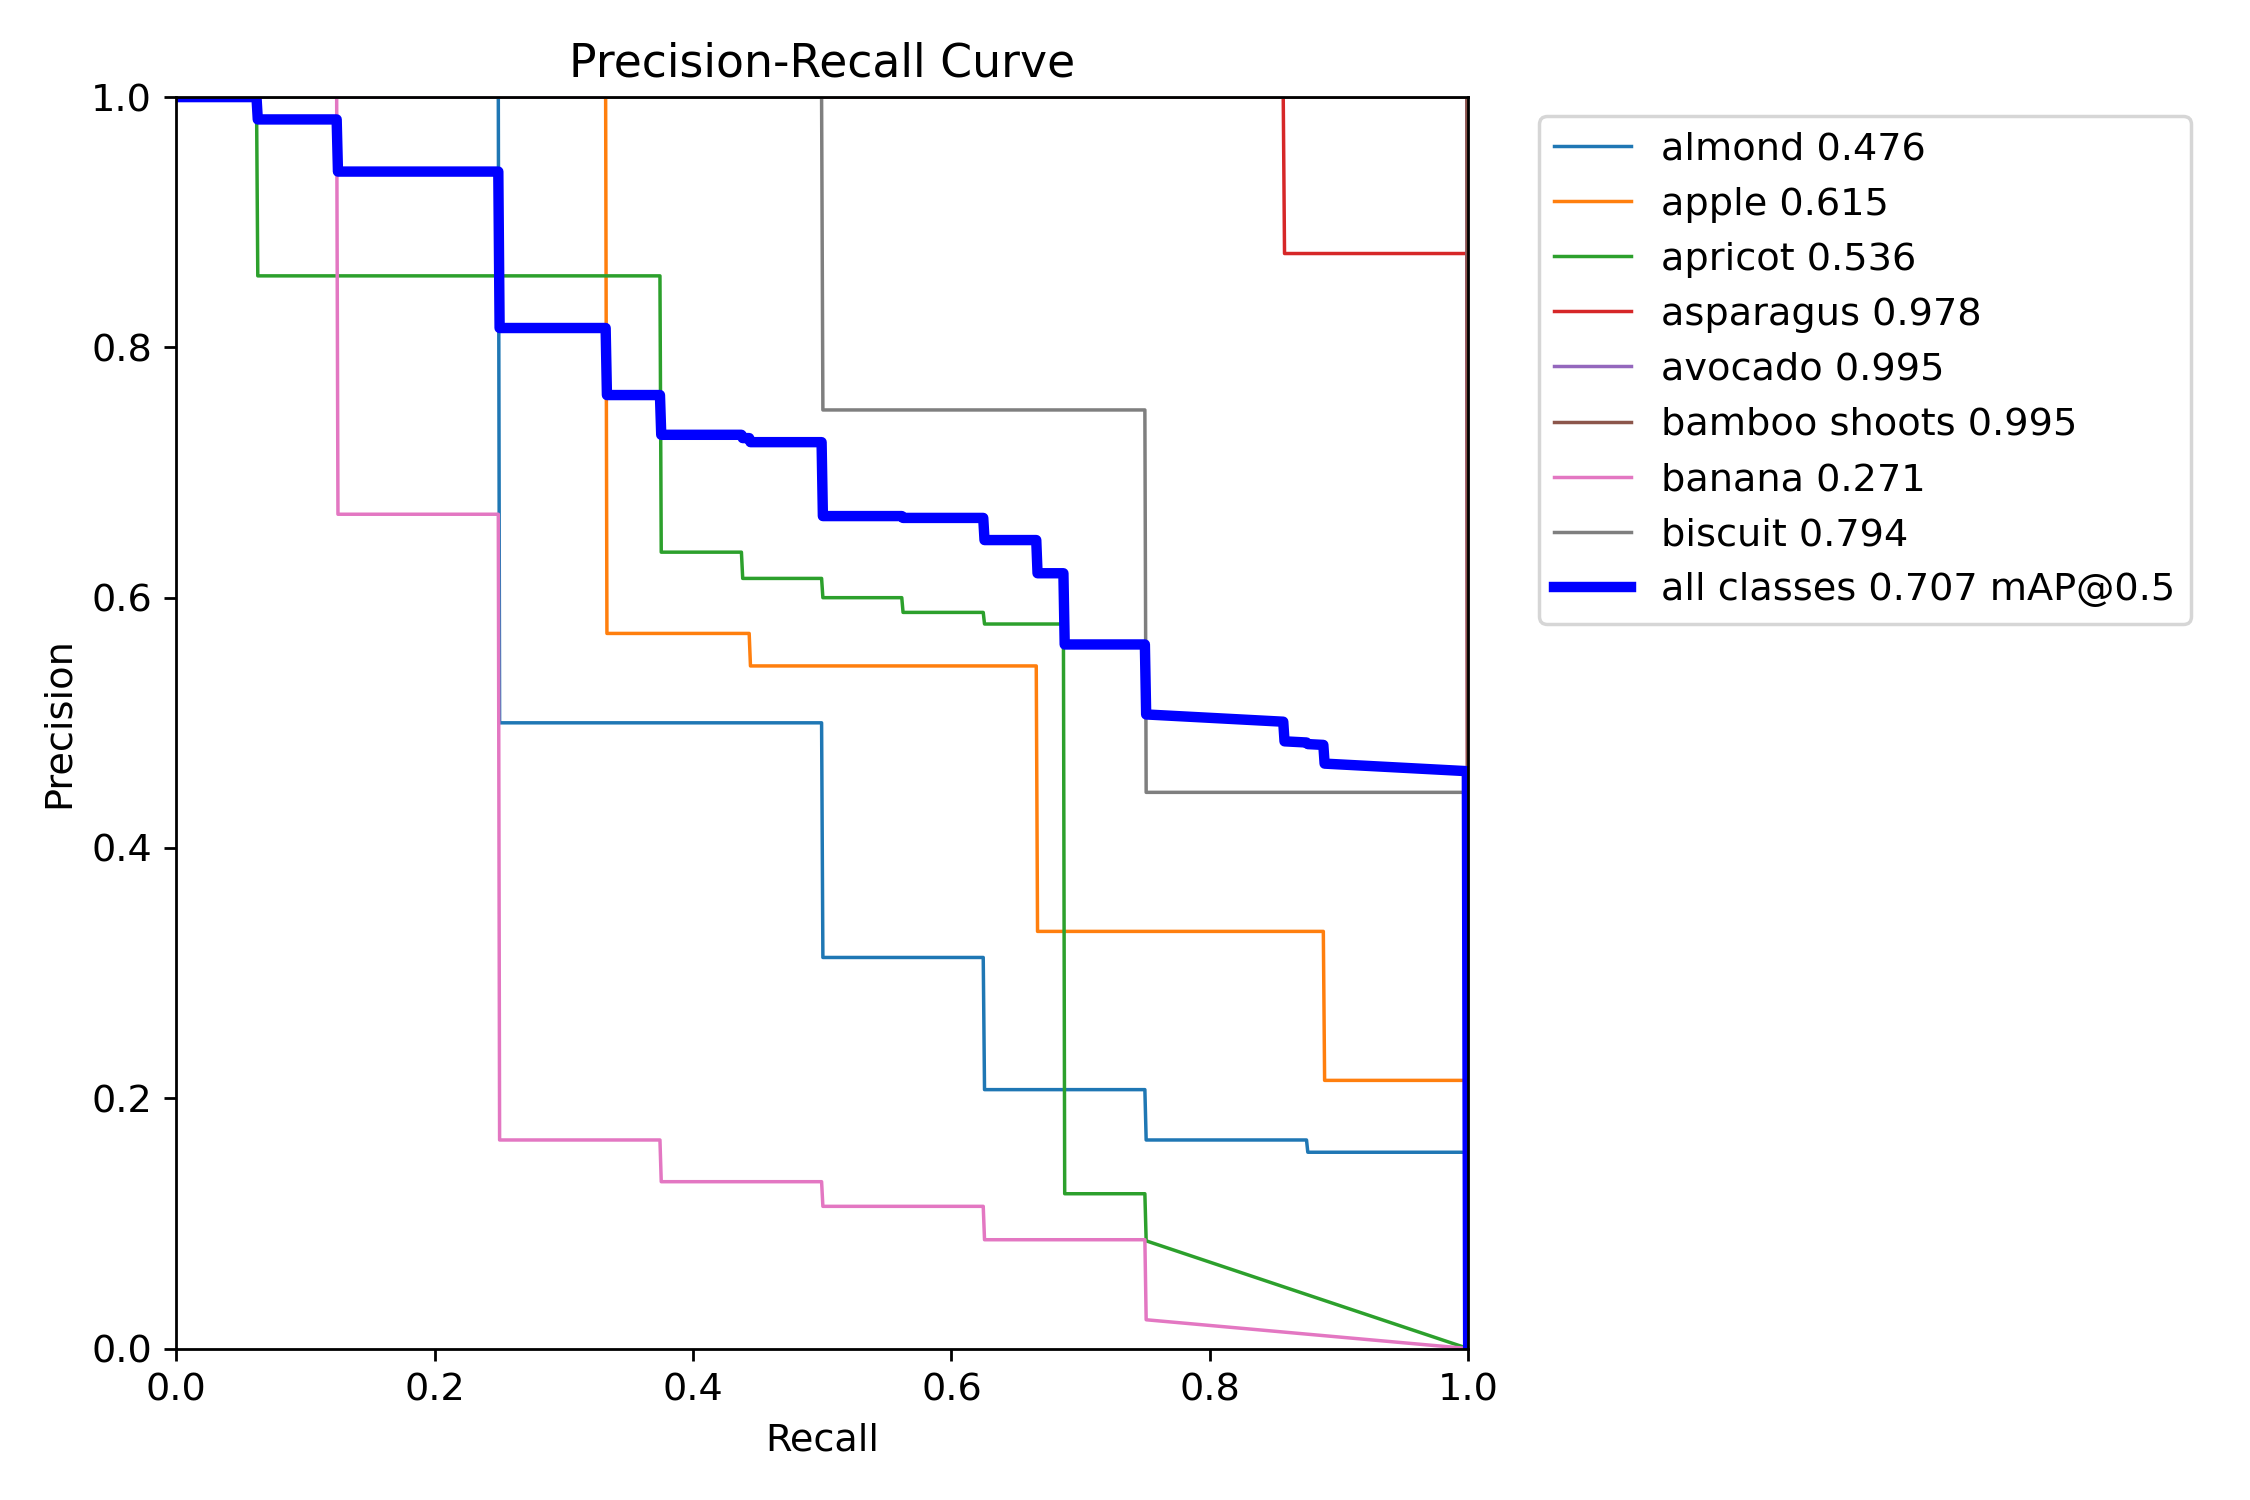 Precision-Recall Curve
1.0
0.8
0.6
0.4
0.2
0.0
Precision
0.0 0.2 0.4 0.6 0.8 1.0
Recall
almond 0.476
apple 0.615
apricot 0.536
asparagus 0.978
avocado 0.995
bamboo shoots 0.995
banana 0.271
biscuit 0.794
all classes 0.707 mAP@0.5